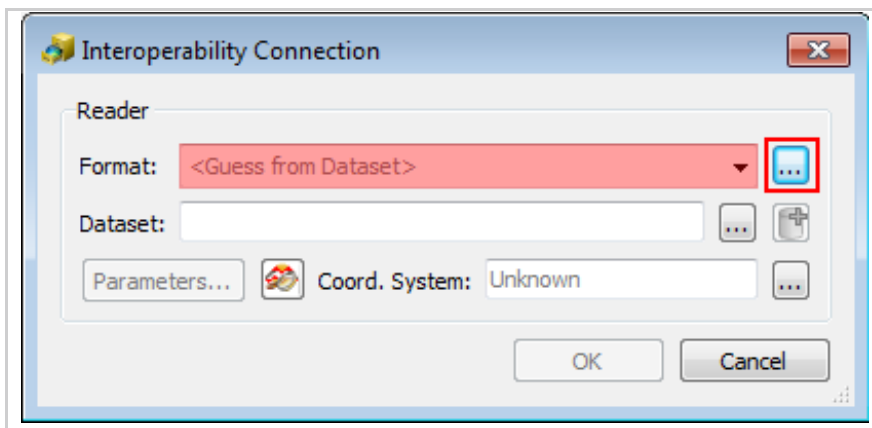 Interoperability Connection
Reader
Format: <Guess from Dataset> ...
Dataset: ...
Parameters... Coord. System: Unknown ...
OK Cancel